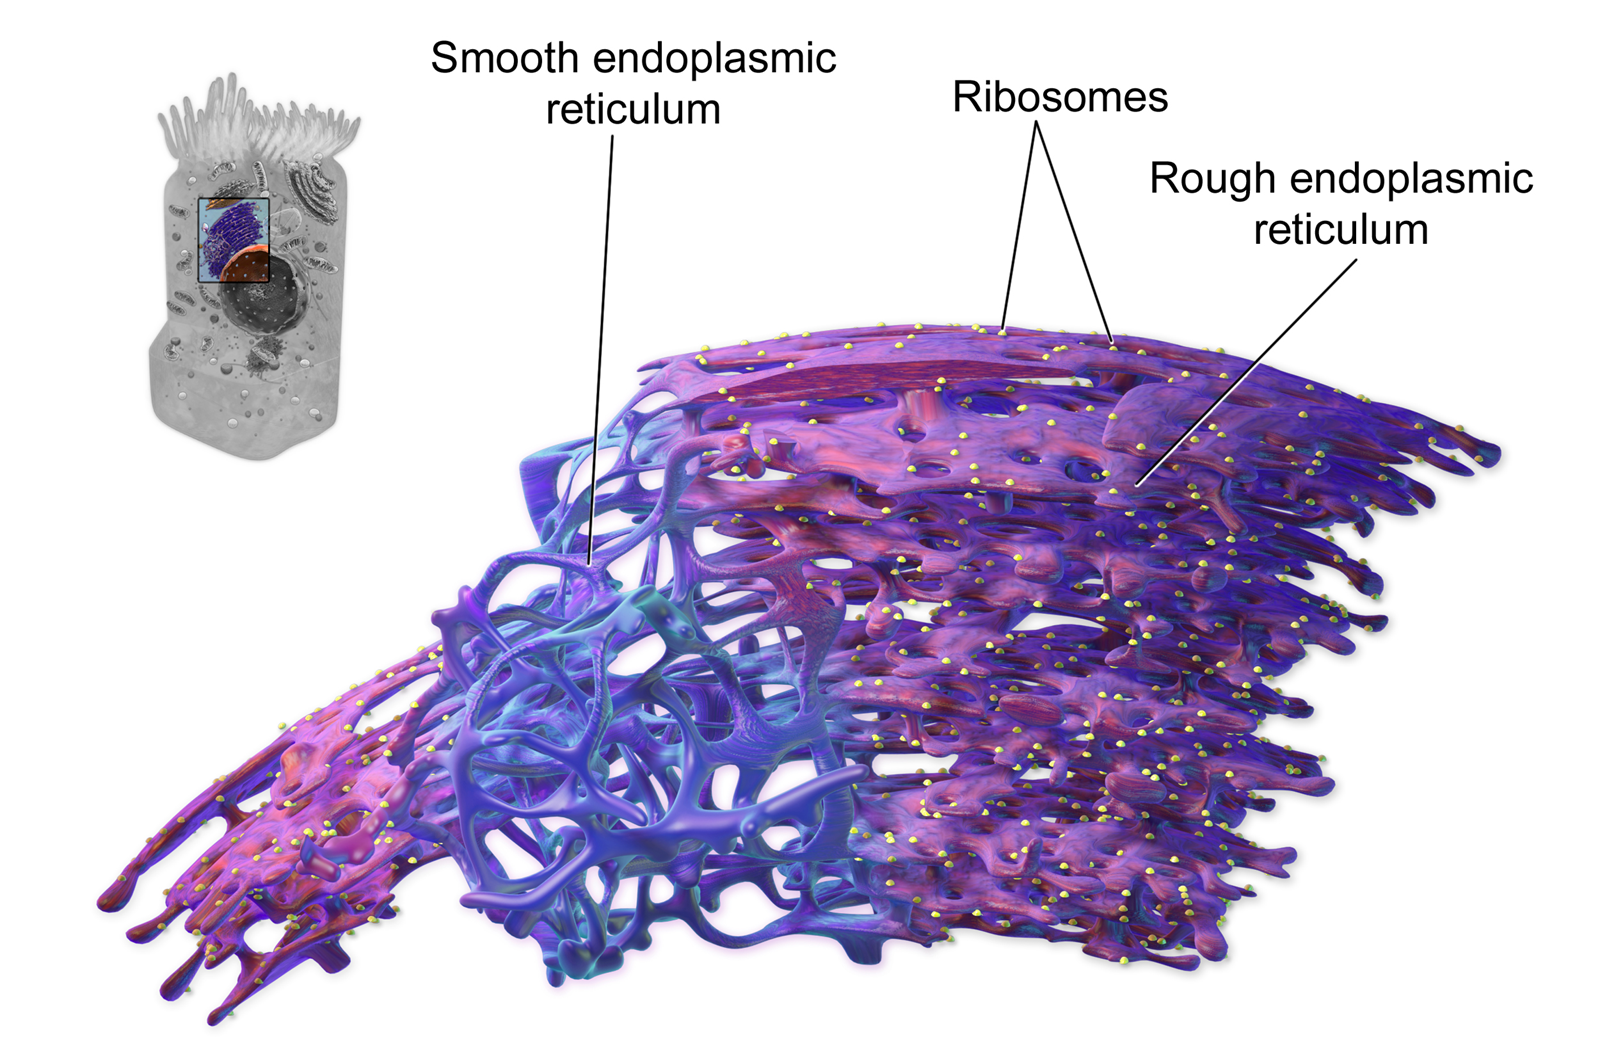 Smooth endoplasmic
reticulum
Ribosomes
Rough endoplasmic
reticulum